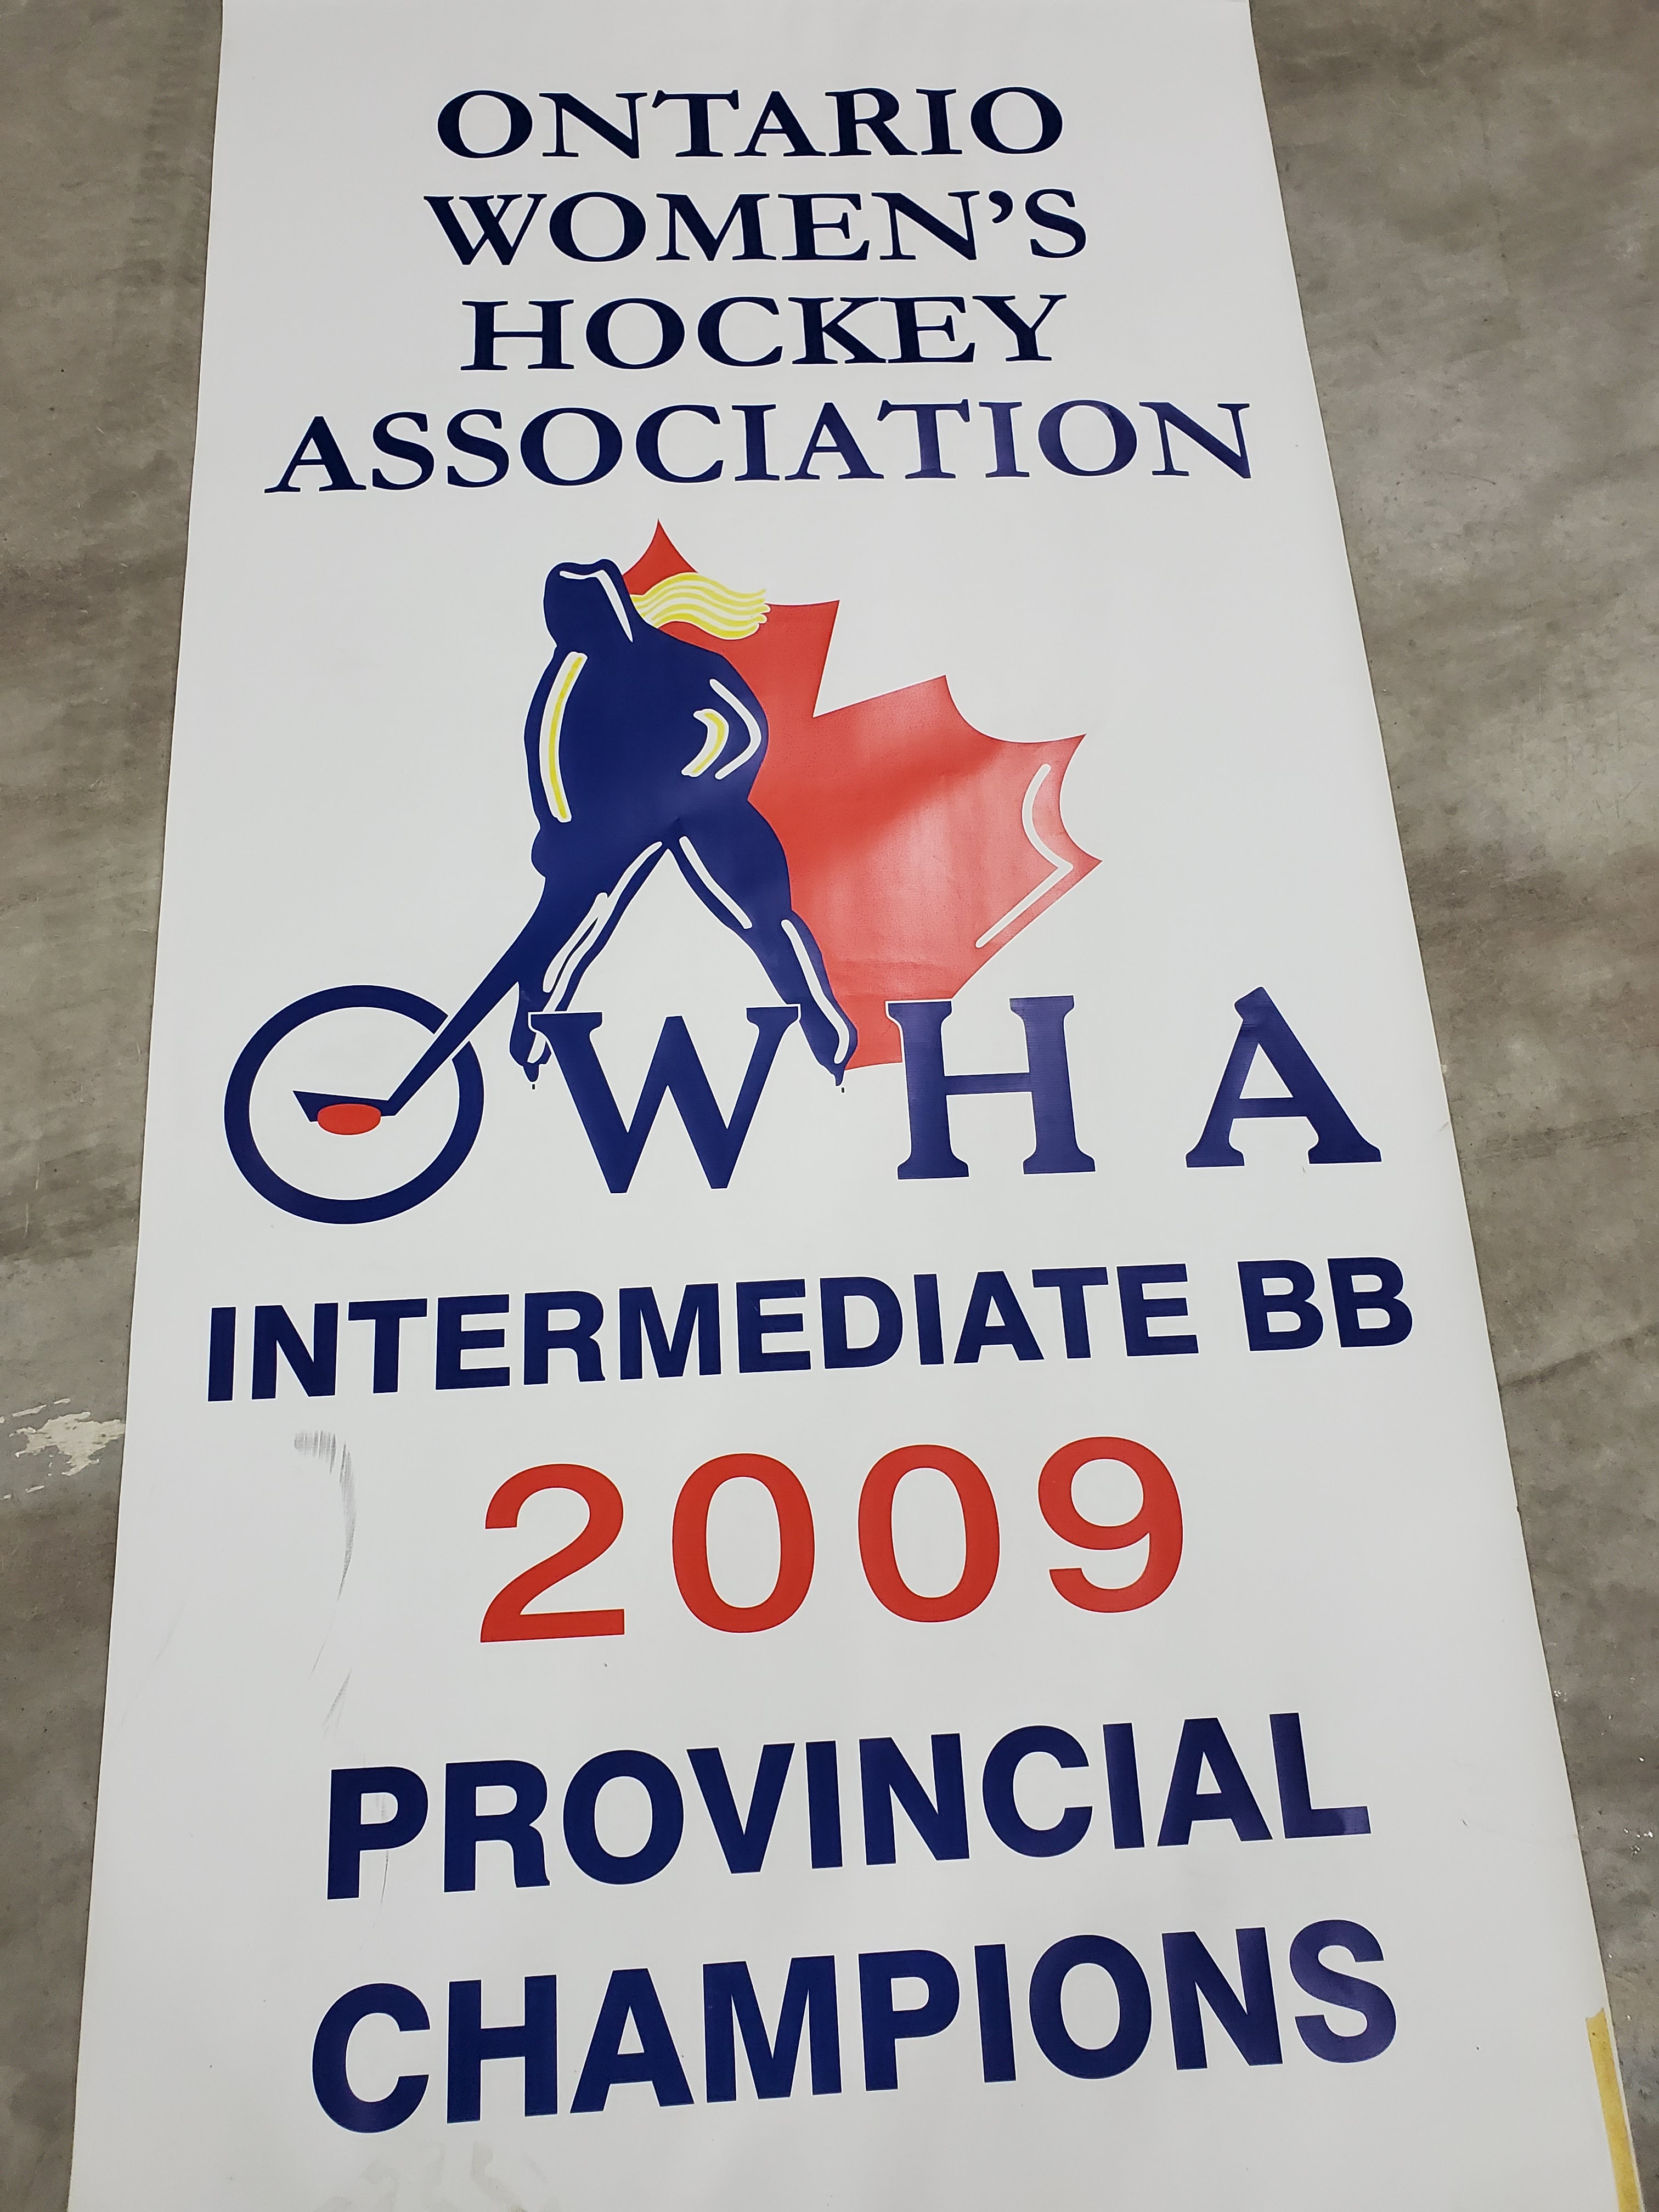 ONTARIO
WOMEN'S
HOCKEY
ASSOCIATION
OWHA
INTERMEDIATE BB
2009
PROVINCIAL
CHAMPIONS